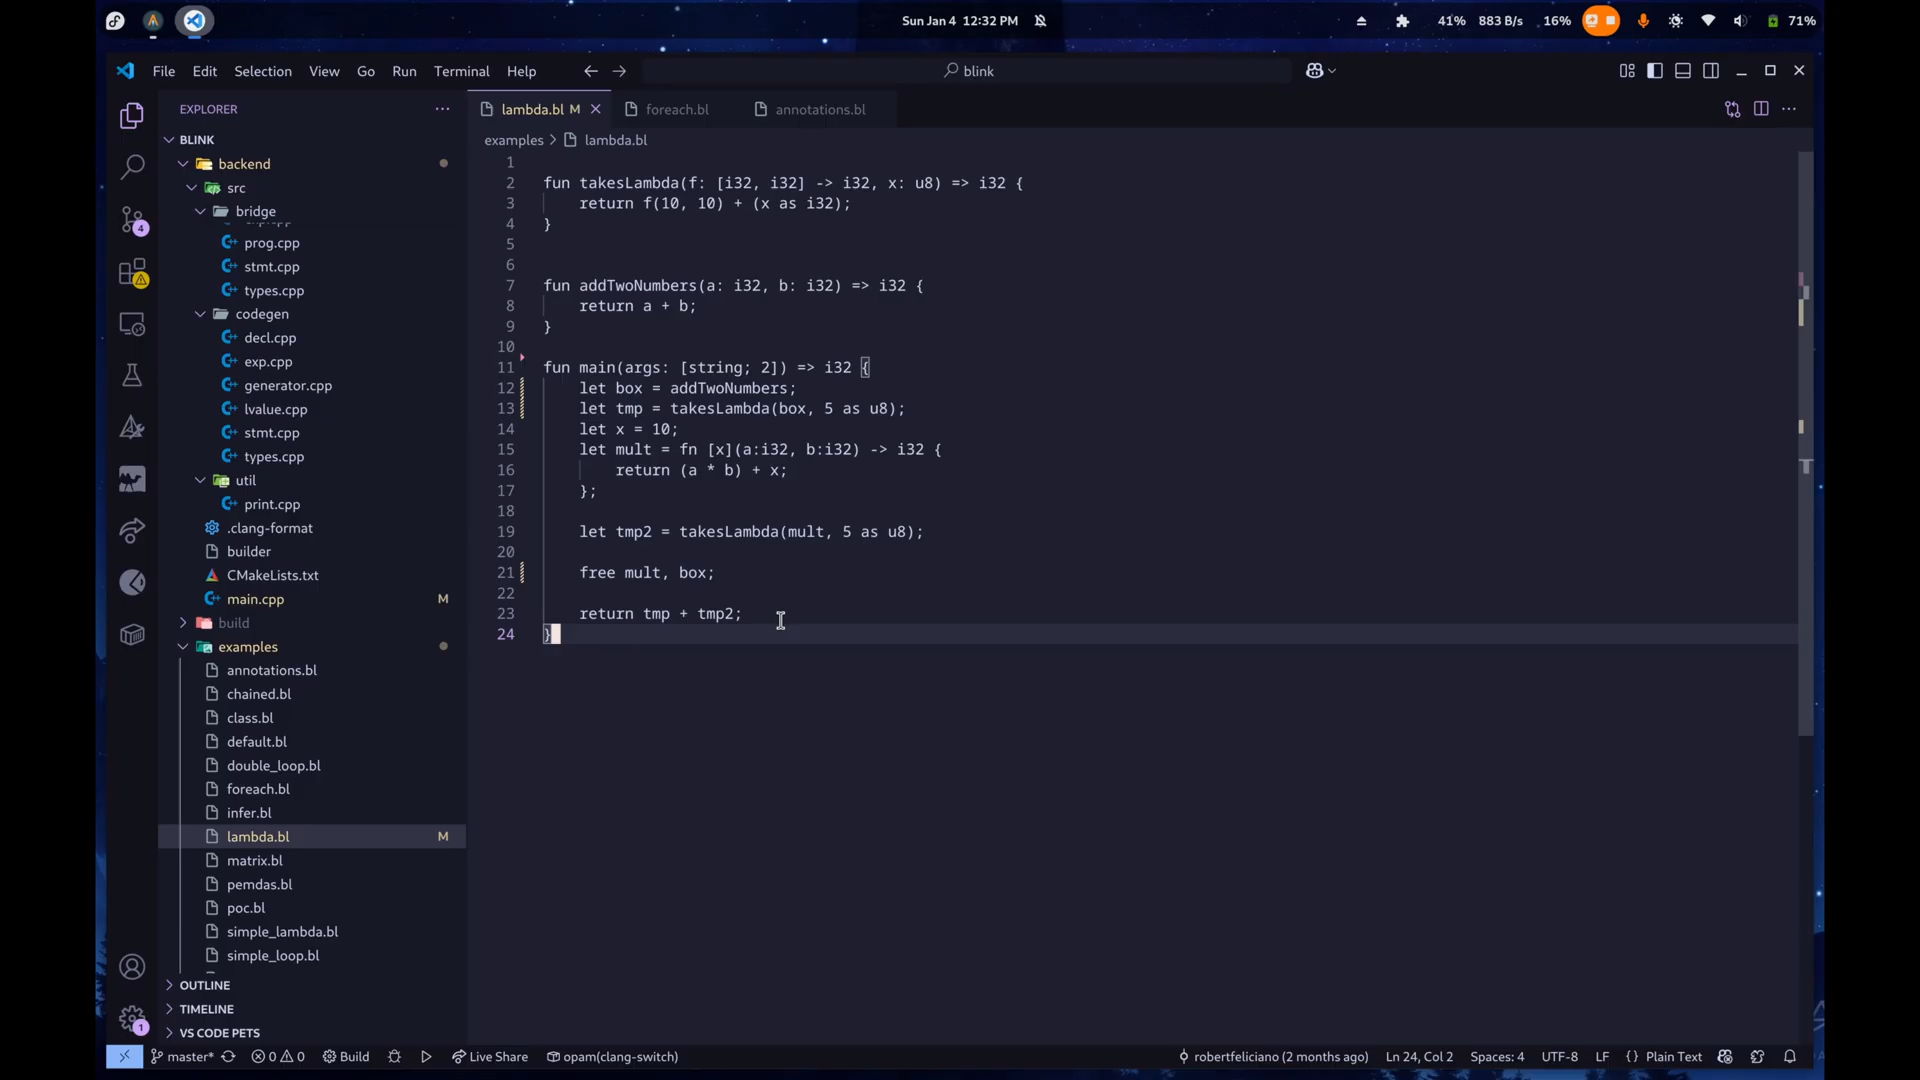 Sun Jan 4 12:32 PM
41% 883 B/s 16% 71%
File Edit Selection View Go Run Terminal Help
blink
EXPLORER
lambda.bl M
foreach.bl
annotations.bl
BLINK
examples > lambda.bl
backend
src
bridge
prog.cpp
stmt.cpp
types.cpp
codegen
decl.cpp
exp.cpp
generator.cpp
lvalue.cpp
stmt.cpp
types.cpp
util
print.cpp
.clang-format
builder
CMakeLists.txt
main.cpp M
build
examples
annotations.bl
chained.bl
class.bl
default.bl
double_loop.bl
foreach.bl
infer.bl
lambda.bl M
matrix.bl
pemdas.bl
poc.bl
simple_lambda.bl
simple_loop.bl
OUTLINE
TIMELINE
VS CODE PETS
4
1
1
2 fun takesLambda(f: [i32, i32] -> i32, x: u8) => i32 {
3 return f(10, 10) + (x as i32);
4 }
5
6
7 fun addTwoNumbers(a: i32, b: i32) => i32 {
8 return a + b;
9 }
10
11 fun main(args: [string; 2]) => i32 {
12 let box = addTwoNumbers;
13 let tmp = takesLambda(box, 5 as u8);
14 let x = 10;
15 let mult = fn [x](a:i32, b:i32) -> i32 {
16 return (a * b) + x;
17 };
18
19 let tmp2 = takesLambda(mult, 5 as u8);
20
21 free mult, box;
22
23 return tmp + tmp2;
24 }
master* 0 0 Build Live Share opam(clang-switch) robertfeliciano (2 months ago) Ln 24, Col 2 Spaces: 4 UTF-8 LF {} Plain Text